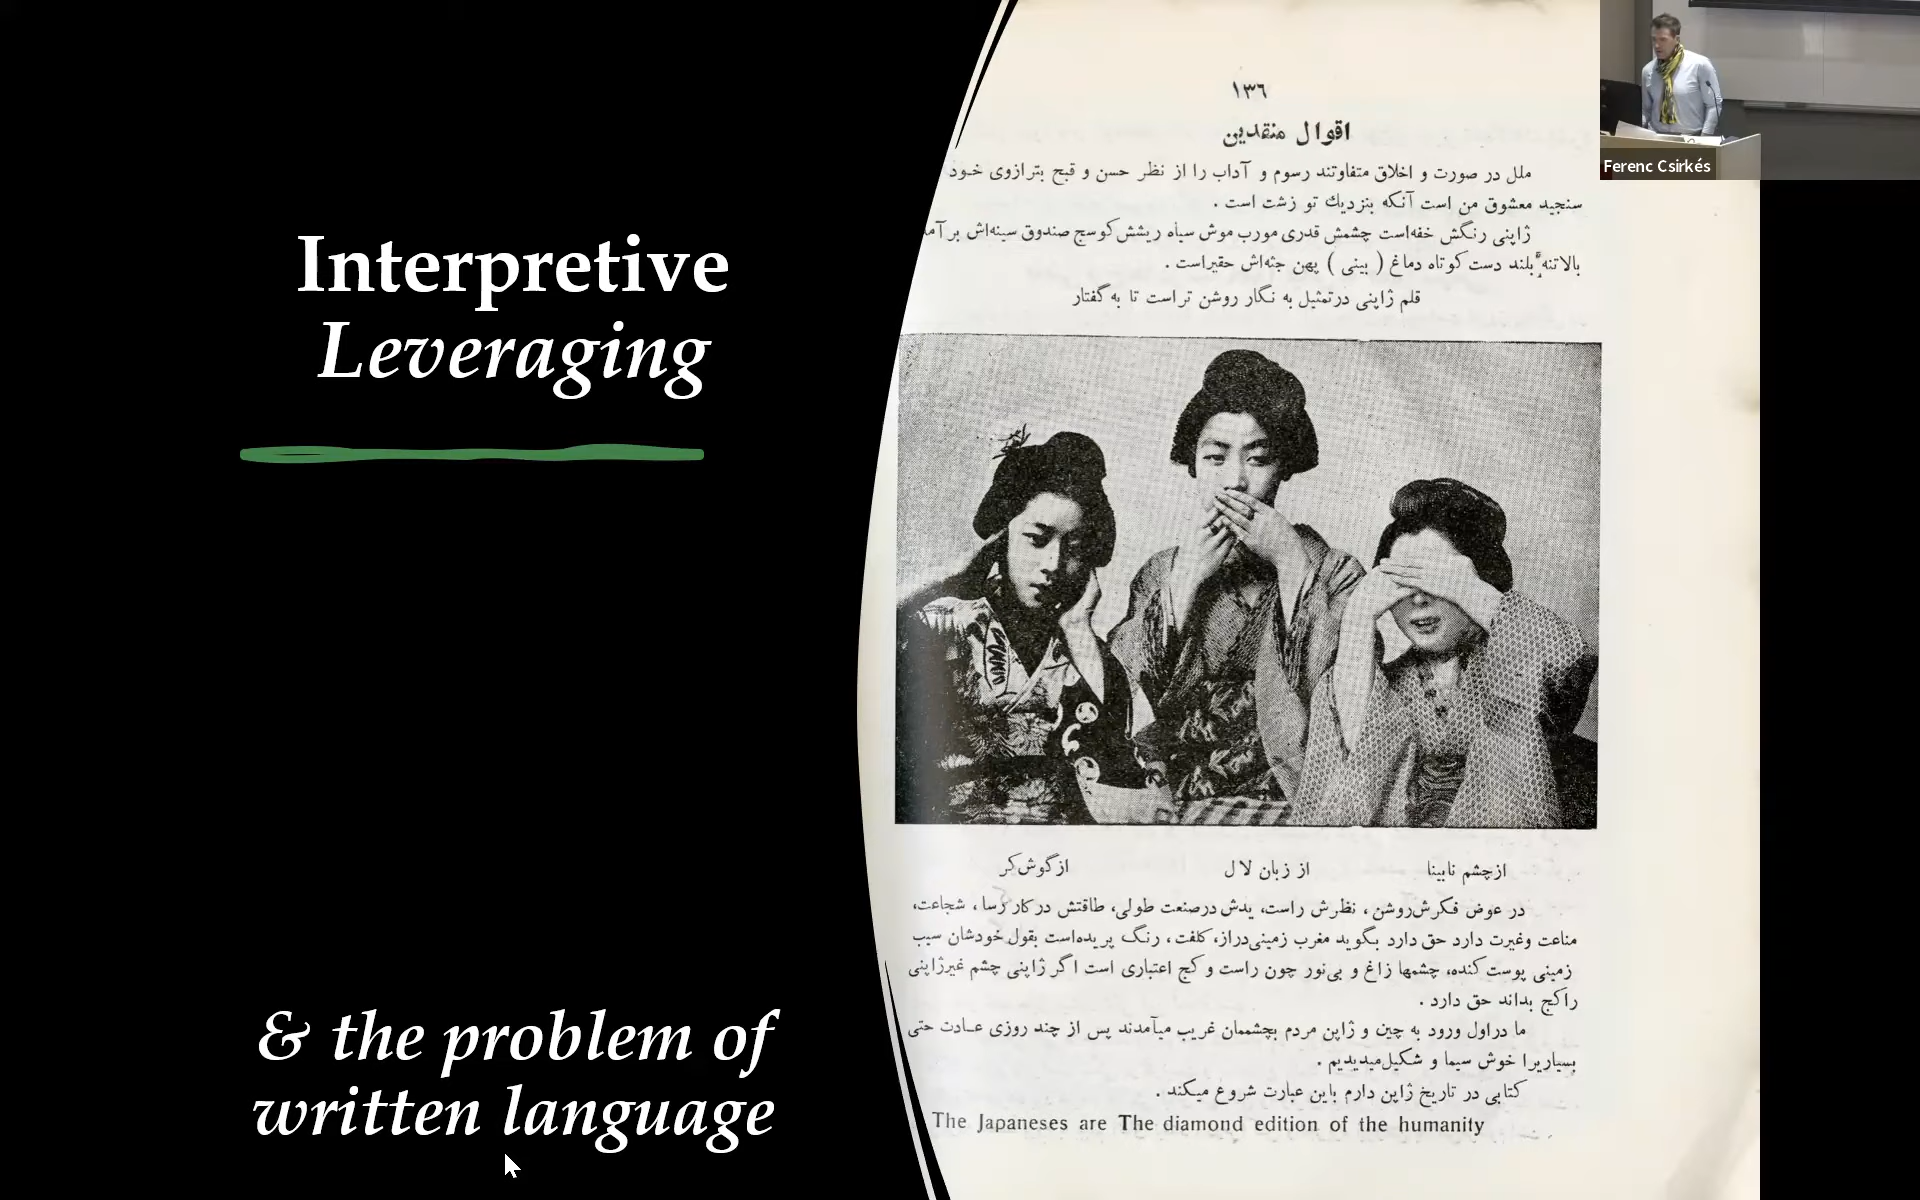 Interpretive
Leveraging
& the problem of
written language
١٣٦
اقوال منقدین
ملل در صورت و اخلاق متفاوتند رسوم و آداب را از نظر حسن و قبح بترازوی خود
سنجید معشوق من است آنکه بنزدیك تو زشت است .
ژاپنی رنگش خفه‌است چشمش قدری مورب موش سیاه ریشش کوسج صندوق سینه‌اش بر
بالاتنه بلند دست کوتاه دماغ ( بینی ) پهن جثه‌اش حقیراست .
قلم ژاپنی درتمثیل به نگار روشن تراست تا به گفتار
ازچشم نابینا از زبان لال ازگوش کر
در عوض فکرش روشن ، نظرش راست، یدش درصنعت طولی، طاقتش در کار رسا ، شجاعت،
مناعت وغیرت دارد حق دارد بگوید مغرب زمینی دراز، کلفت ، رنگ پریده‌است بقول خودشان سیب
زمینی پوست کنده، چشمها زاغ و بی‌نور چون راست و کج اعتباری است اگر ژاپنی چشم غیرژاپنی
راکج بداند حق دارد .
ما دراول ورود به چین و ژاپن مردم بچشممان غریب میآمدند پس از چند روزی عادت حتی
بسیاریرا خوش سیما و شکیل میدیدیم .
کتابی در تاریخ ژاپن دارم باین عبارت شروع میکند .
The Japaneses are The diamond edition of the humanity
Ferenc Csirkés